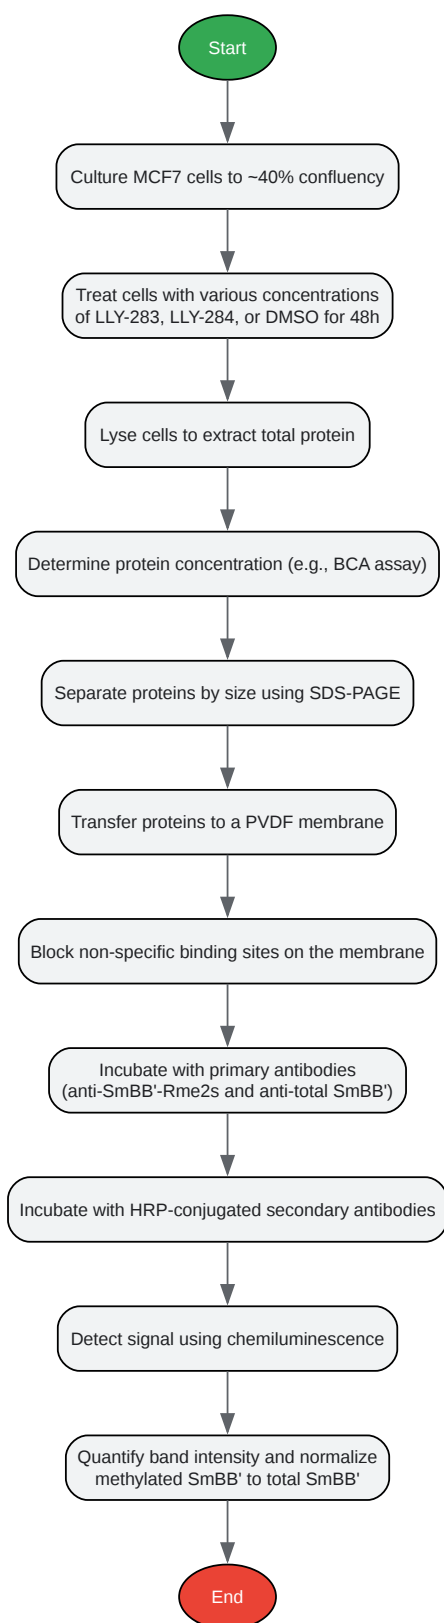 Start
Culture MCF7 cells to ~40% confluency
Treat cells with various concentrations
of LLY-283, LLY-284, or DMSO for 48h
Lyse cells to extract total protein
Determine protein concentration (e.g., BCA assay)
Separate proteins by size using SDS-PAGE
Transfer proteins to a PVDF membrane
Block non-specific binding sites on the membrane
Incubate with primary antibodies
(anti-SmBB'-Rme2s and anti-total SmBB')
Incubate with HRP-conjugated secondary antibodies
Detect signal using chemiluminescence
Quantify band intensity and normalize
methylated SmBB' to total SmBB'
End